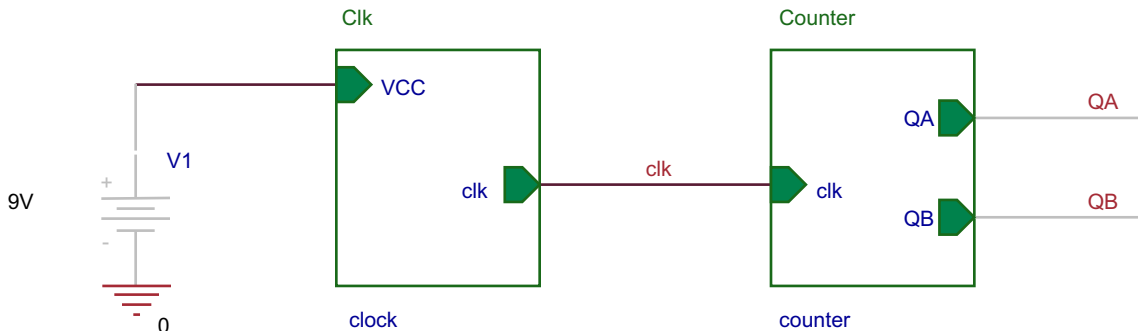 Clk
Counter
VCC
QA
QA
V1
+
clk
clk
clk
9V
QB
QB
-
0
clock
counter